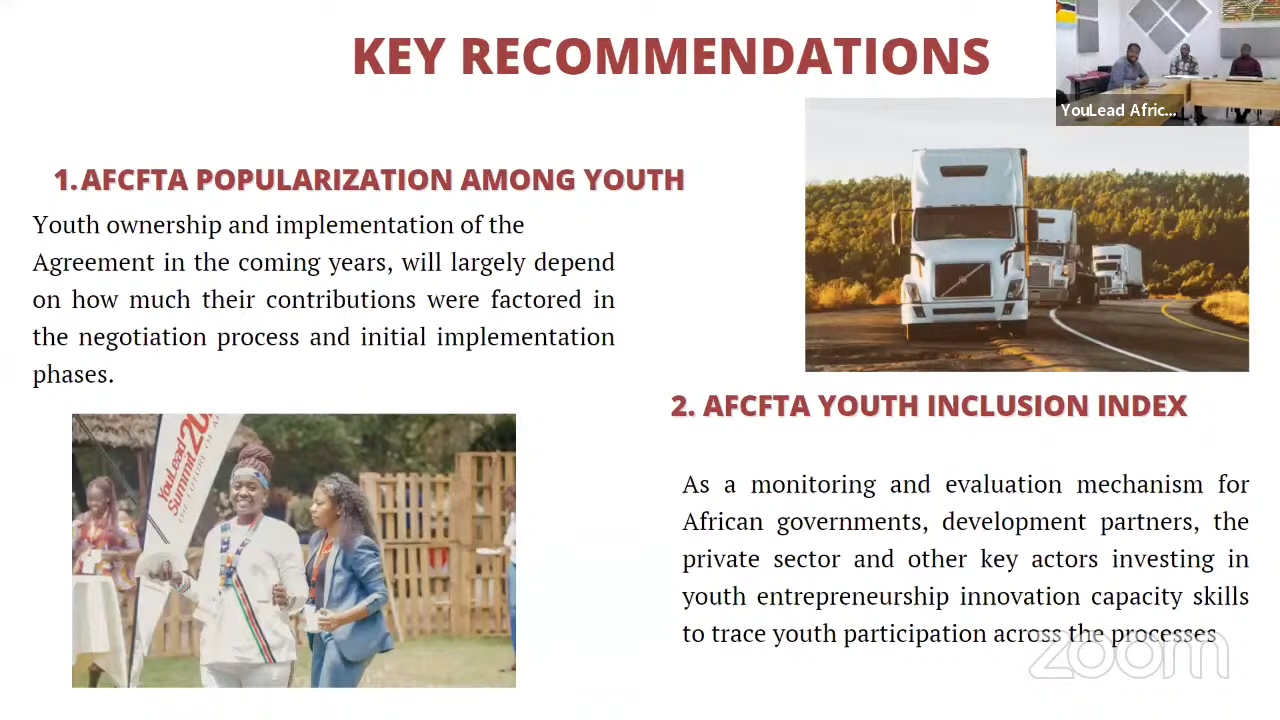 KEY RECOMMENDATIONS
YouLead Afric...
1. AFCFTA POPULARIZATION AMONG YOUTH
Youth ownership and implementation of the
Agreement in the coming years, will largely depend
on how much their contributions were factored in
the negotiation process and initial implementation
phases.
YouLead
Summit 20
2. AFCFTA YOUTH INCLUSION INDEX
As a monitoring and evaluation mechanism for
African governments, development partners, the
private sector and other key actors investing in
youth entrepreneurship innovation capacity skills
to trace youth participation across the processes
zoom